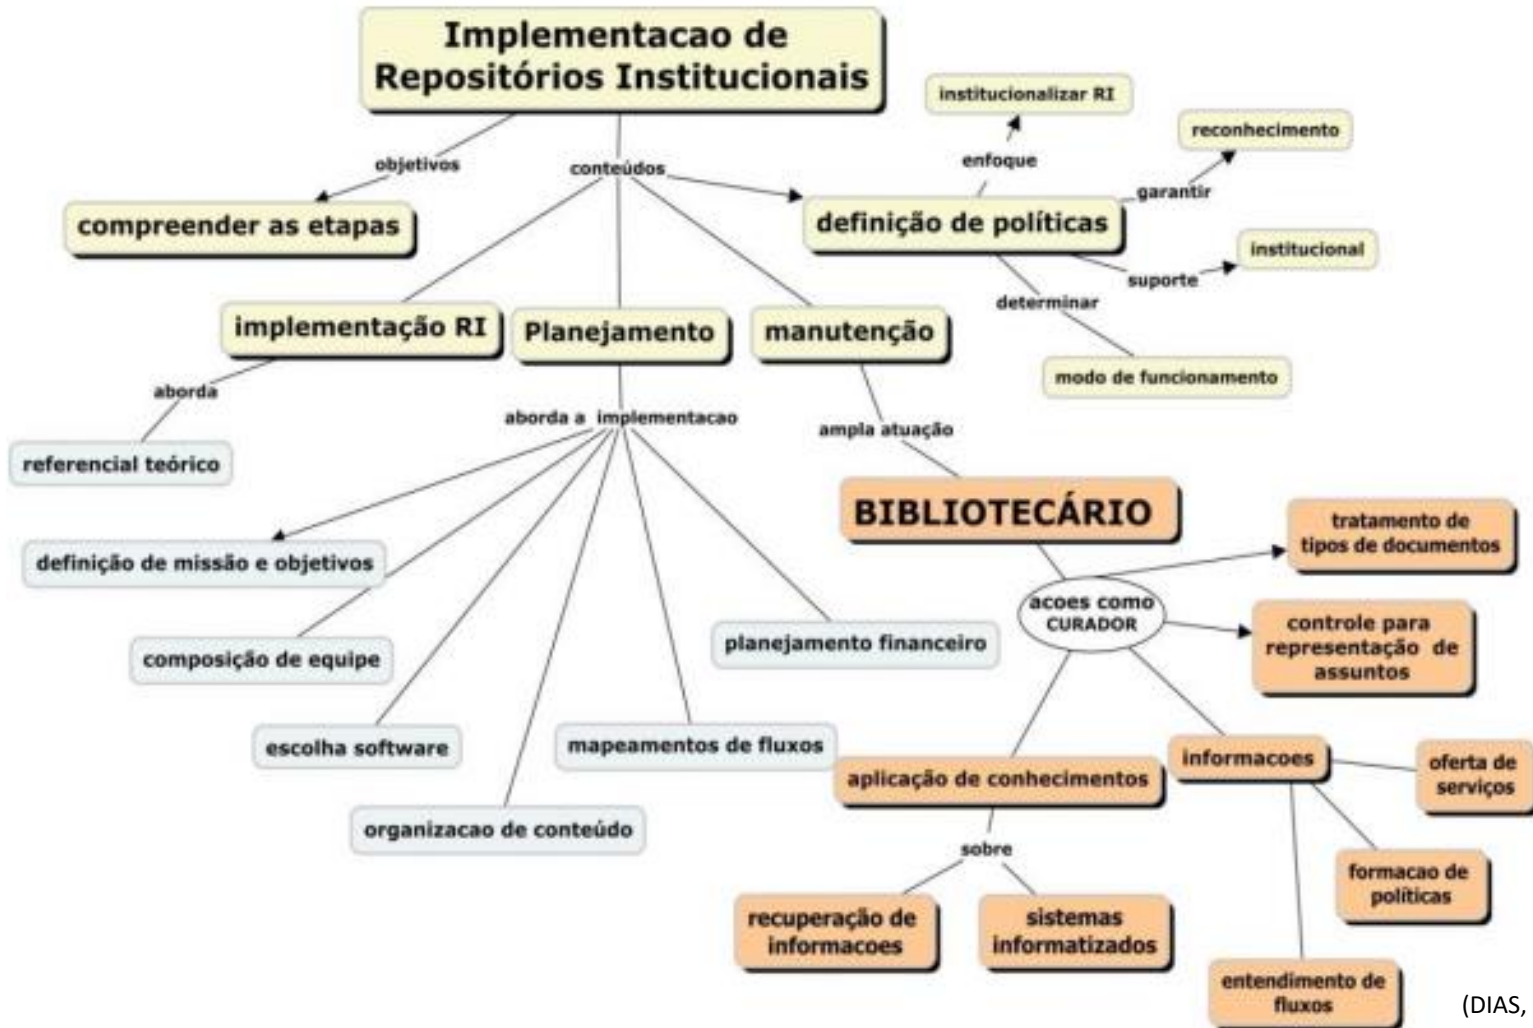 Implementacao de
Repositórios Institucionais
institucionalizar RI
reconhecimento
objetivos
conteúdos
enfoque
garantir
compreender as etapas
definição de políticas
institucional
suporte
determinar
implementação RI
Planejamento
manutenção
modo de funcionamento
aborda
aborda a implementacao
ampla atuação
referencial teórico
BIBLIOTECÁRIO
tratamento de
tipos de documentos
definição de missão e objetivos
acoes como
CURADOR
controle para
representação de
assuntos
composição de equipe
planejamento financeiro
escolha software
mapeamentos de fluxos
aplicação de conhecimentos
informacoes
oferta de
serviços
organizacao de conteúdo
sobre
formacao de
políticas
recuperação de
informacoes
sistemas
informatizados
entendimento de
fluxos
(DIAS,